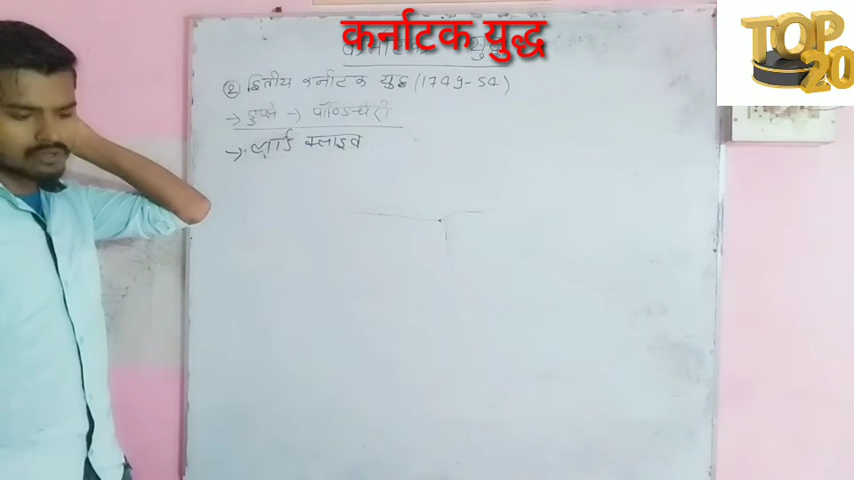 कर्नाटक युद्ध
TOP 20
② द्वितीय कर्नाटक युद्ध (1749-54)
→ डुप्ले → पॉण्डिचेरी
→ लार्ड क्लाइव